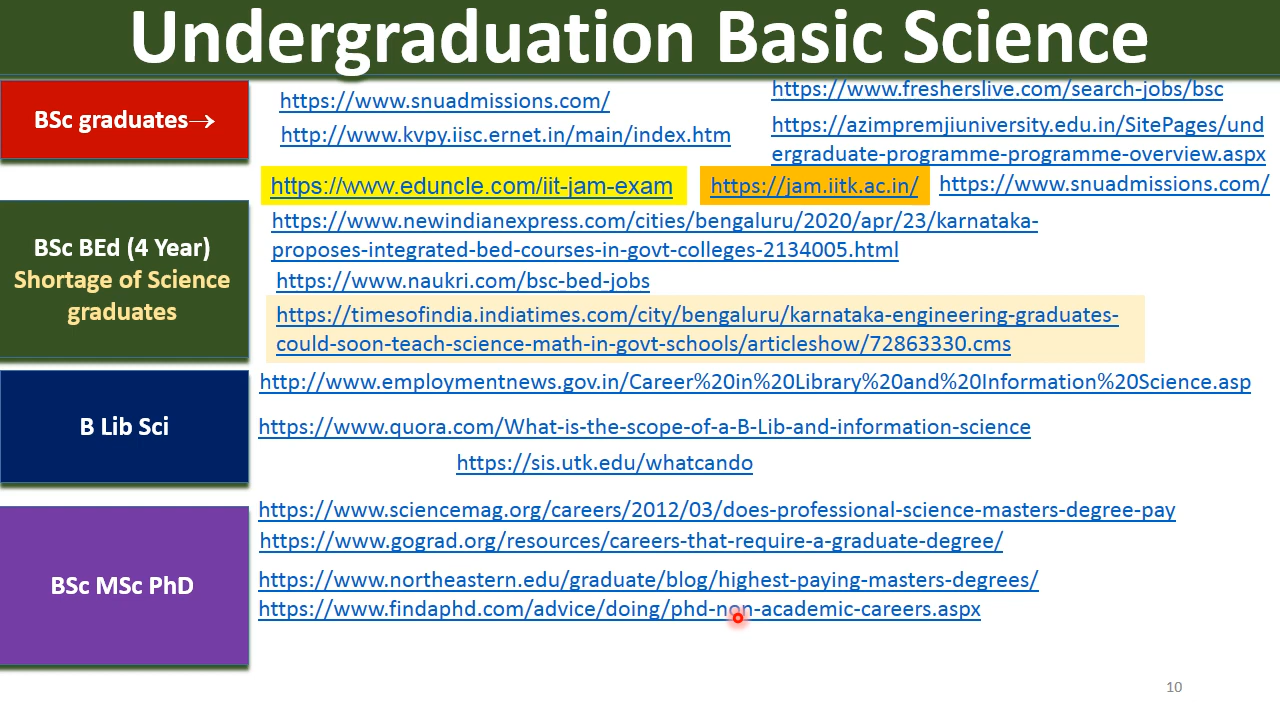 Undergraduation Basic Science
BSc graduates→
https://www.snuadmissions.com/
http://www.kvpy.iisc.ernet.in/main/index.htm
https://www.fresherslive.com/search-jobs/bsc
https://azimpremjiuniversity.edu.in/SitePages/und
ergraduate-programme-programme-overview.aspx
https://www.eduncle.com/iit-jam-exam
https://jam.iitk.ac.in/
https://www.snuadmissions.com/
BSc BEd (4 Year)
Shortage of Science
graduates
https://www.newindianexpress.com/cities/bengaluru/2020/apr/23/karnataka-
proposes-integrated-bed-courses-in-govt-colleges-2134005.html
https://www.naukri.com/bsc-bed-jobs
https://timesofindia.indiatimes.com/city/bengaluru/karnataka-engineering-graduates-
could-soon-teach-science-math-in-govt-schools/articleshow/72863330.cms
B Lib Sci
http://www.employmentnews.gov.in/Career%20in%20Library%20and%20Information%20Science.asp
https://www.quora.com/What-is-the-scope-of-a-B-Lib-and-information-science
https://sis.utk.edu/whatcando
BSc MSc PhD
https://www.sciencemag.org/careers/2012/03/does-professional-science-masters-degree-pay
https://www.gograd.org/resources/careers-that-require-a-graduate-degree/
https://www.northeastern.edu/graduate/blog/highest-paying-masters-degrees/
https://www.findaphd.com/advice/doing/phd-non-academic-careers.aspx
10